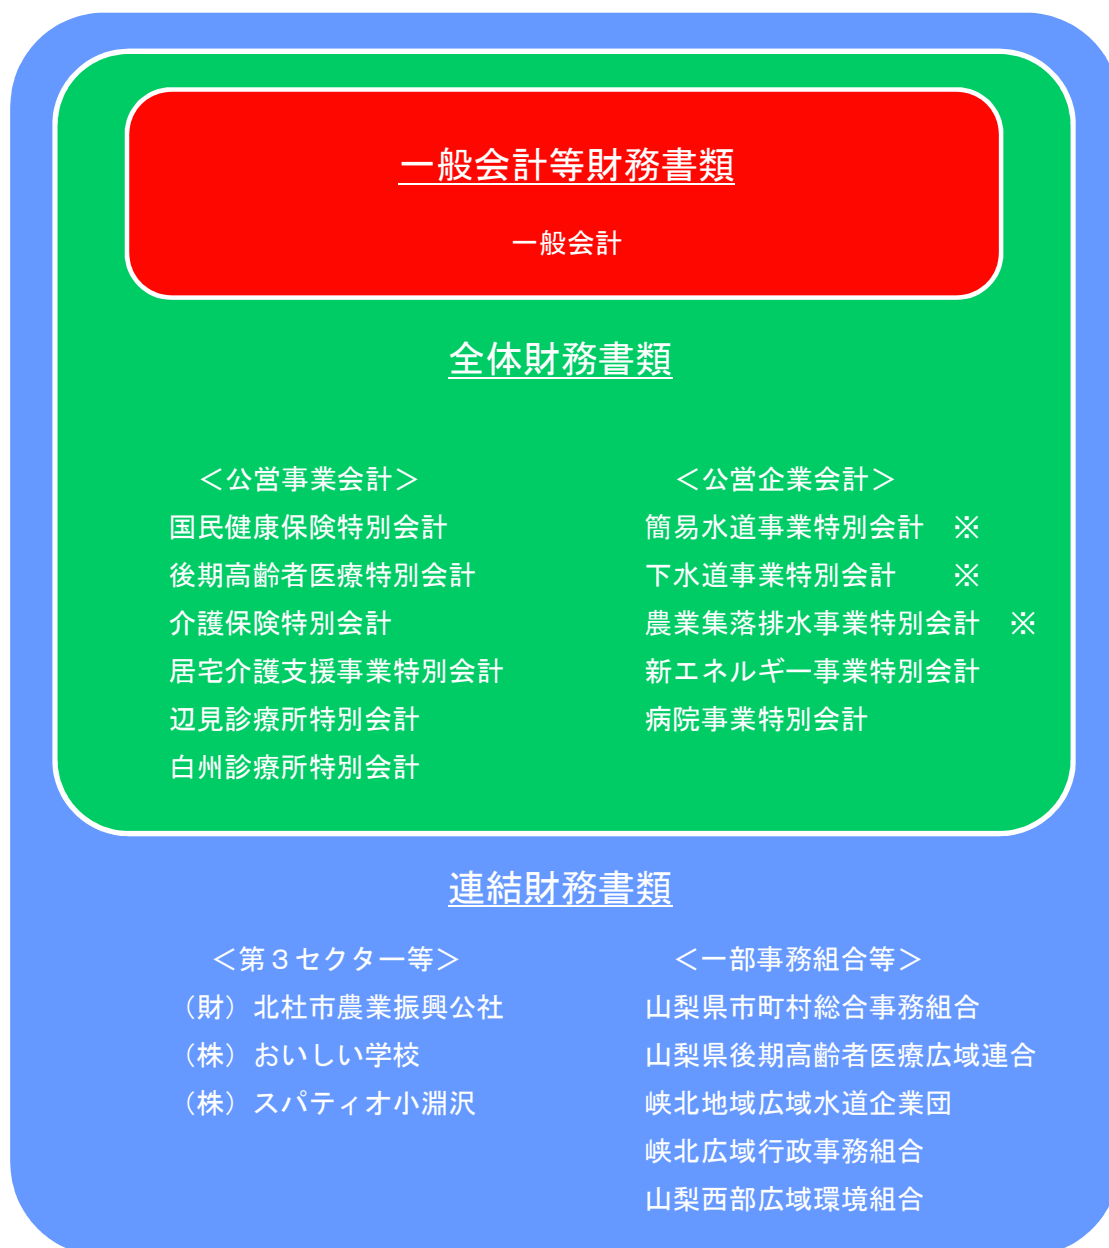 一般会計等財務書類
一般会計
全体財務書類
＜公営事業会計＞
国民健康保険特別会計
後期高齢者医療特別会計
介護保険特別会計
居宅介護支援事業特別会計
辺見診療所特別会計
白州診療所特別会計
＜公営企業会計＞
簡易水道事業特別会計　※
下水道事業特別会計　　※
農業集落排水事業特別会計　※
新エネルギー事業特別会計
病院事業特別会計
連結財務書類
＜第３セクター等＞
（財）北杜市農業振興公社
（株）おいしい学校
（株）スパティオ小淵沢
＜一部事務組合等＞
山梨県市町村総合事務組合
山梨県後期高齢者医療広域連合
峡北地域広域水道企業団
峡北広域行政事務組合
山梨西部広域環境組合